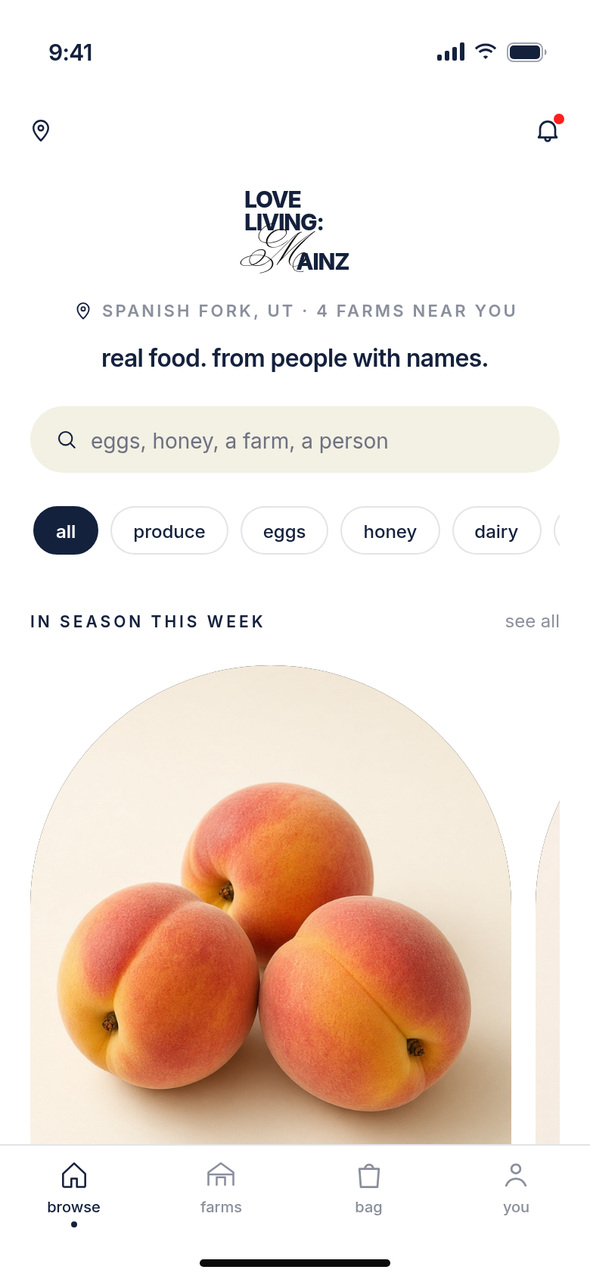 9:41
LOVE
LIVING:
MAINZ
SPANISH FORK, UT · 4 FARMS NEAR YOU
real food. from people with names.
eggs, honey, a farm, a person
all produce eggs honey dairy
IN SEASON THIS WEEK see all
browse farms bag you